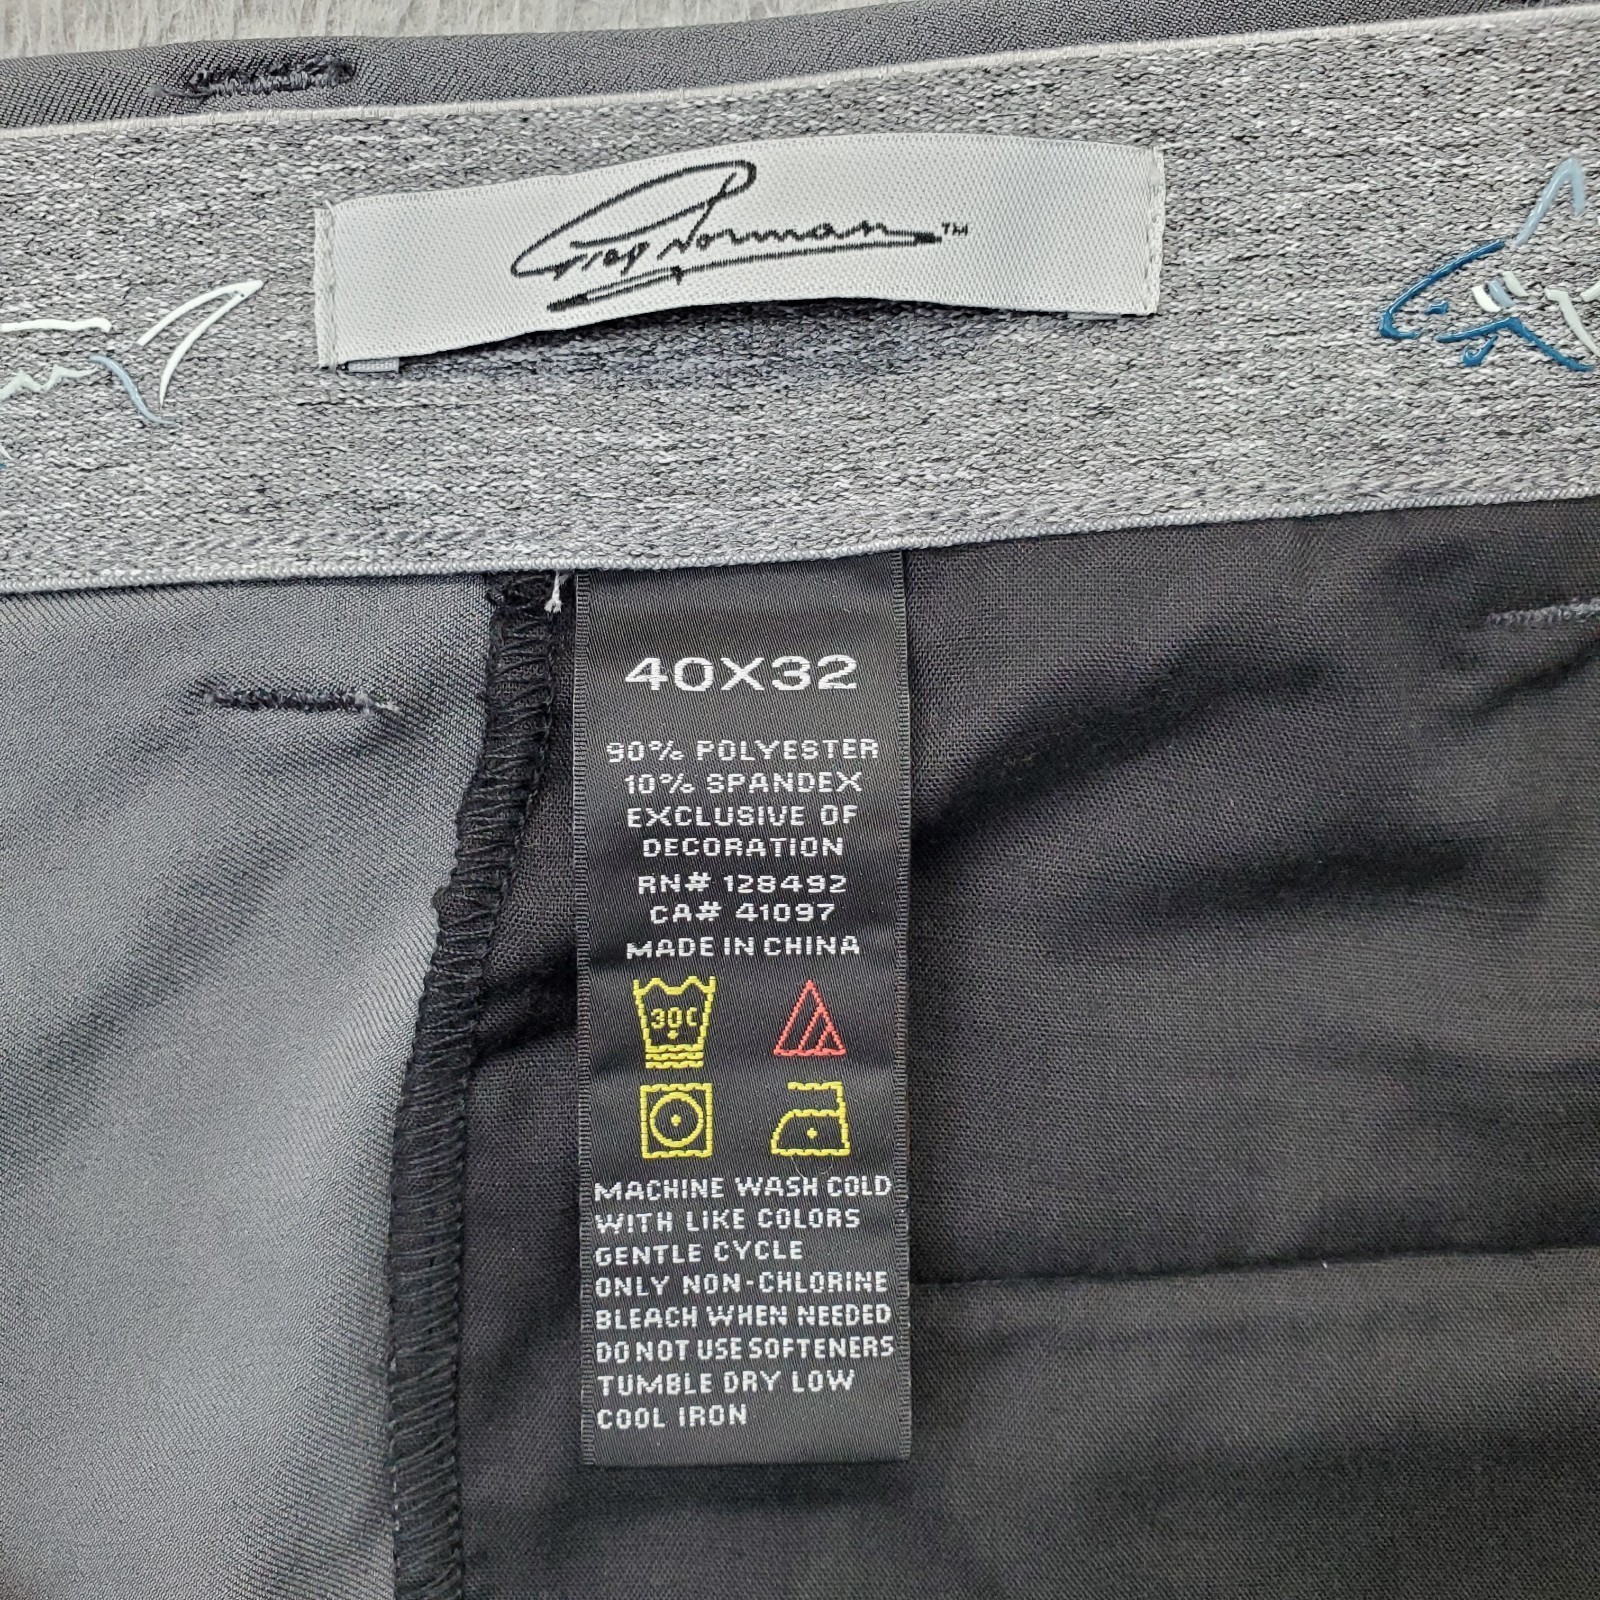 Greg Norman™
40X32
90% POLYESTER
10% SPANDEX
EXCLUSIVE OF
DECORATION
RN# 128492
CA# 41097
MADE IN CHINA
30C
MACHINE WASH COLD
WITH LIKE COLORS
GENTLE CYCLE
ONLY NON-CHLORINE
BLEACH WHEN NEEDED
DO NOT USE SOFTENERS
TUMBLE DRY LOW
COOL IRON